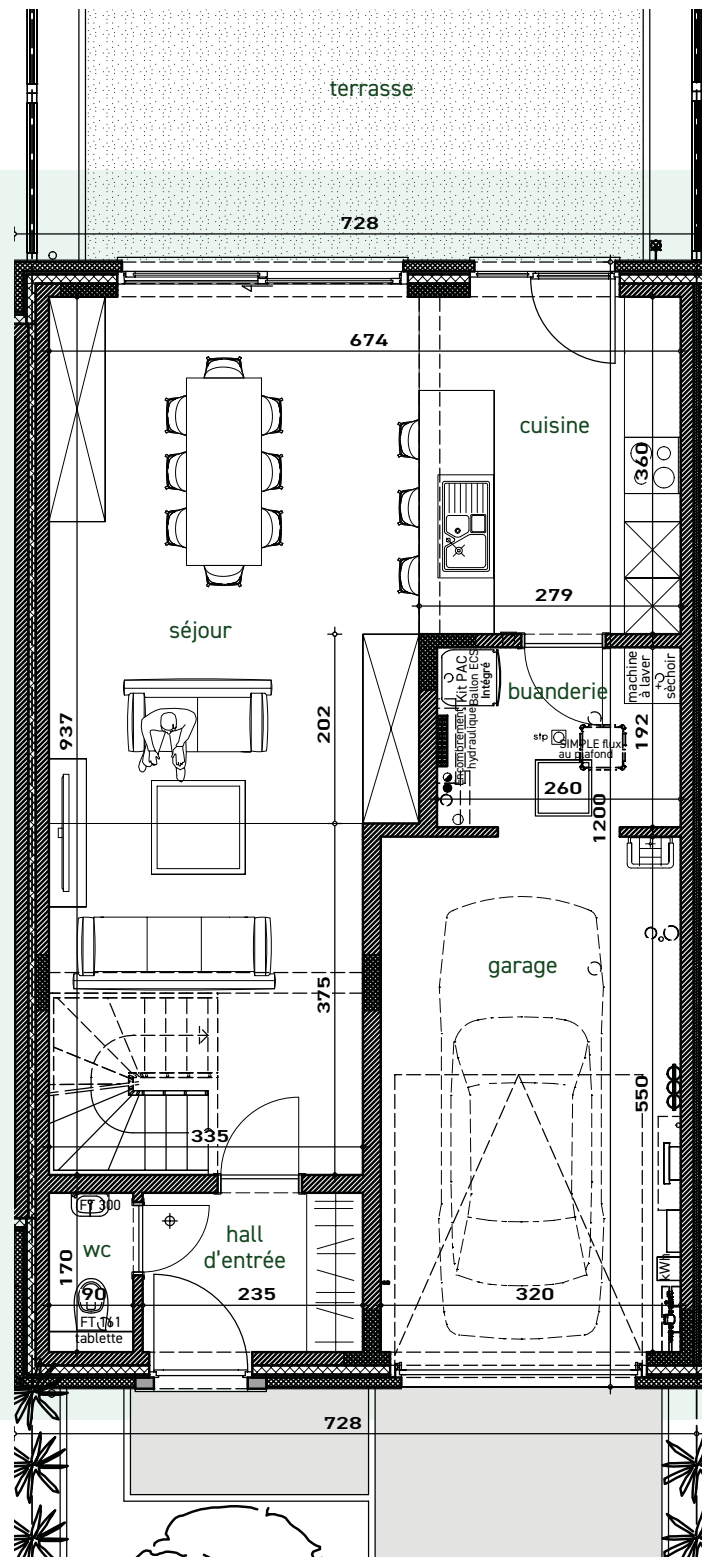 terrasse
728
674
cuisine
360
279
séjour
Encombrement Kit PAC
hydraulique Ballon ECS
Intégré
buanderie
machine
à laver
+
séchoir
937
202
stp
SIMPLE flux
au plafond
192
260
1200
garage
375
550
335
FT 300
wc
hall
d'entrée
170
90
235
320
kWh
FT 161
tablette
728